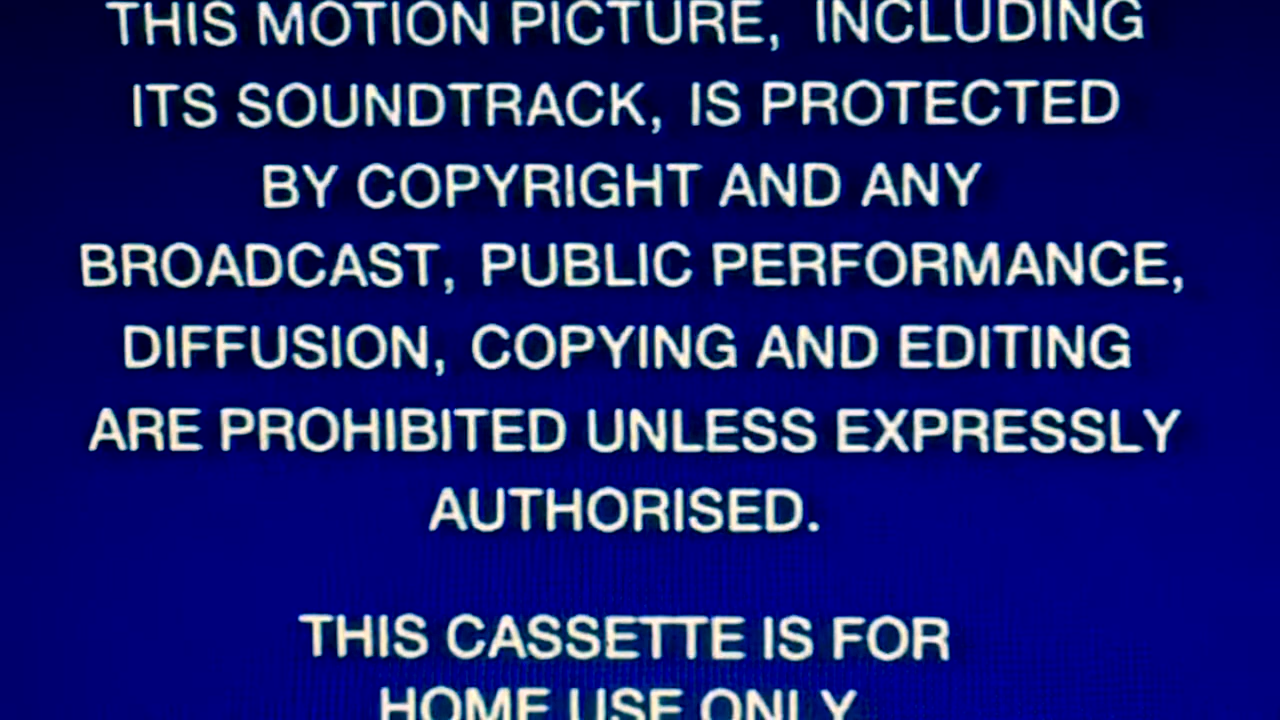 THIS MOTION PICTURE, INCLUDING
ITS SOUNDTRACK, IS PROTECTED
BY COPYRIGHT AND ANY
BROADCAST, PUBLIC PERFORMANCE,
DIFFUSION, COPYING AND EDITING
ARE PROHIBITED UNLESS EXPRESSLY
AUTHORISED.
THIS CASSETTE IS FOR
HOME USE ONLY